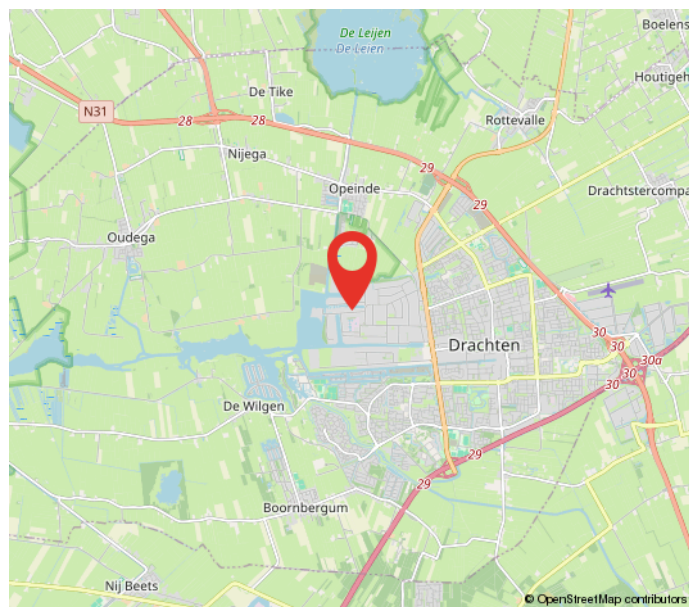 De Leijen
De Leien
Boelens
Houtigeh
De Tike
N31
28
28
Rottevalle
Nijega
29
Opeinde
29
Drachtstercompa
Oudega
30
Drachten
30
30a
30
30
De Wilgen
29
29
Boornbergum
Nij Beets
© OpenStreetMap contributors